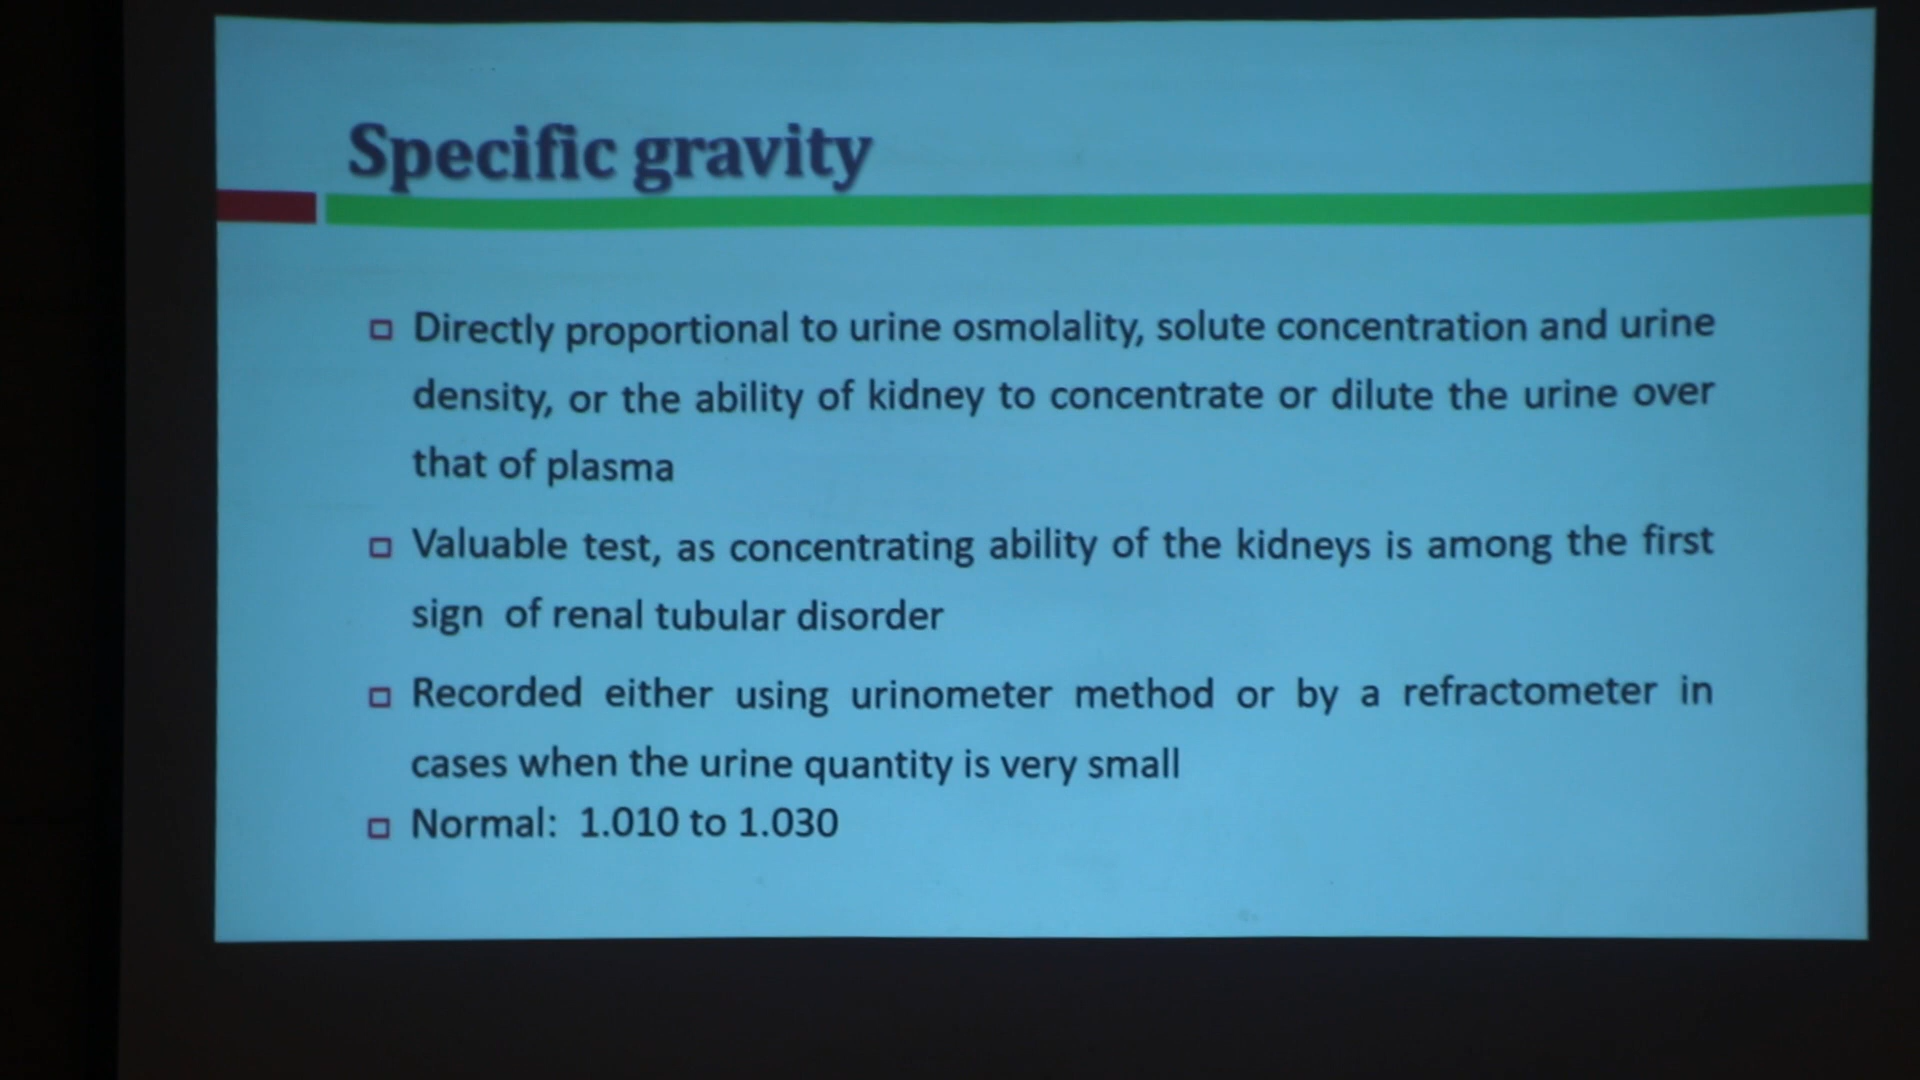 Specific gravity
Directly proportional to urine osmolality, solute concentration and urine
density, or the ability of kidney to concentrate or dilute the urine over
that of plasma
Valuable test, as concentrating ability of the kidneys is among the first
sign of renal tubular disorder
Recorded either using urinometer method or by a refractometer in
cases when the urine quantity is very small
Normal: 1.010 to 1.030